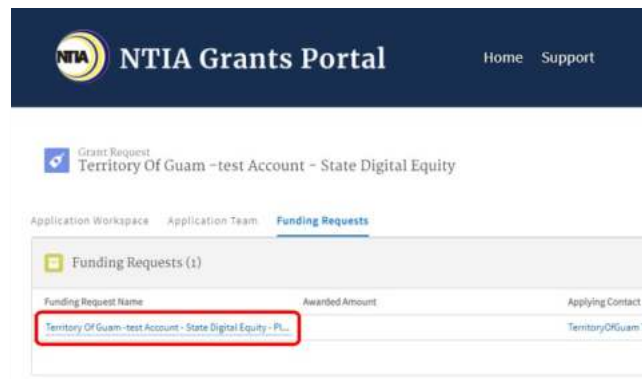 NTIA
NTIA Grants Portal
Home Support
Grant Request
Territory Of Guam -test Account - State Digital Equity
Application Workspace Application Team Funding Requests
Funding Requests (1)
Funding Request Name Awarded Amount Applying Contact
Territory Of Guam -test Account - State Digital Equity - Pl... TerritoryOfGuam